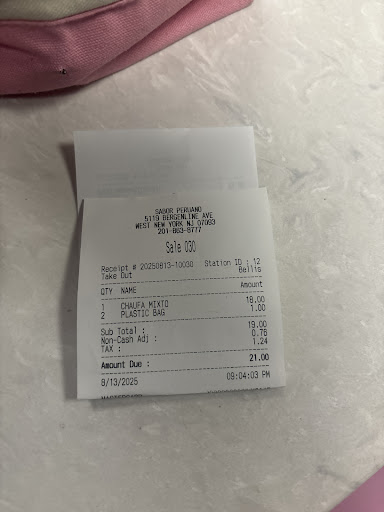 SABOR PERUANO
5119 BERGENLINE AVE
WEST NEW YORK NJ 07093
201-863-6777
Sale 030
Receipt # 20250813-10030 Station ID : 12
Take Out Bellis
QTY NAME Amount
1 CHAUFA MIXTO 18.00
2 PLASTIC BAG 1.00
Sub Total : 19.00
Non-Cash Adj : 0.76
TAX : 1.24
Amount Due : 21.00
8/13/2025 09:04:03 PM